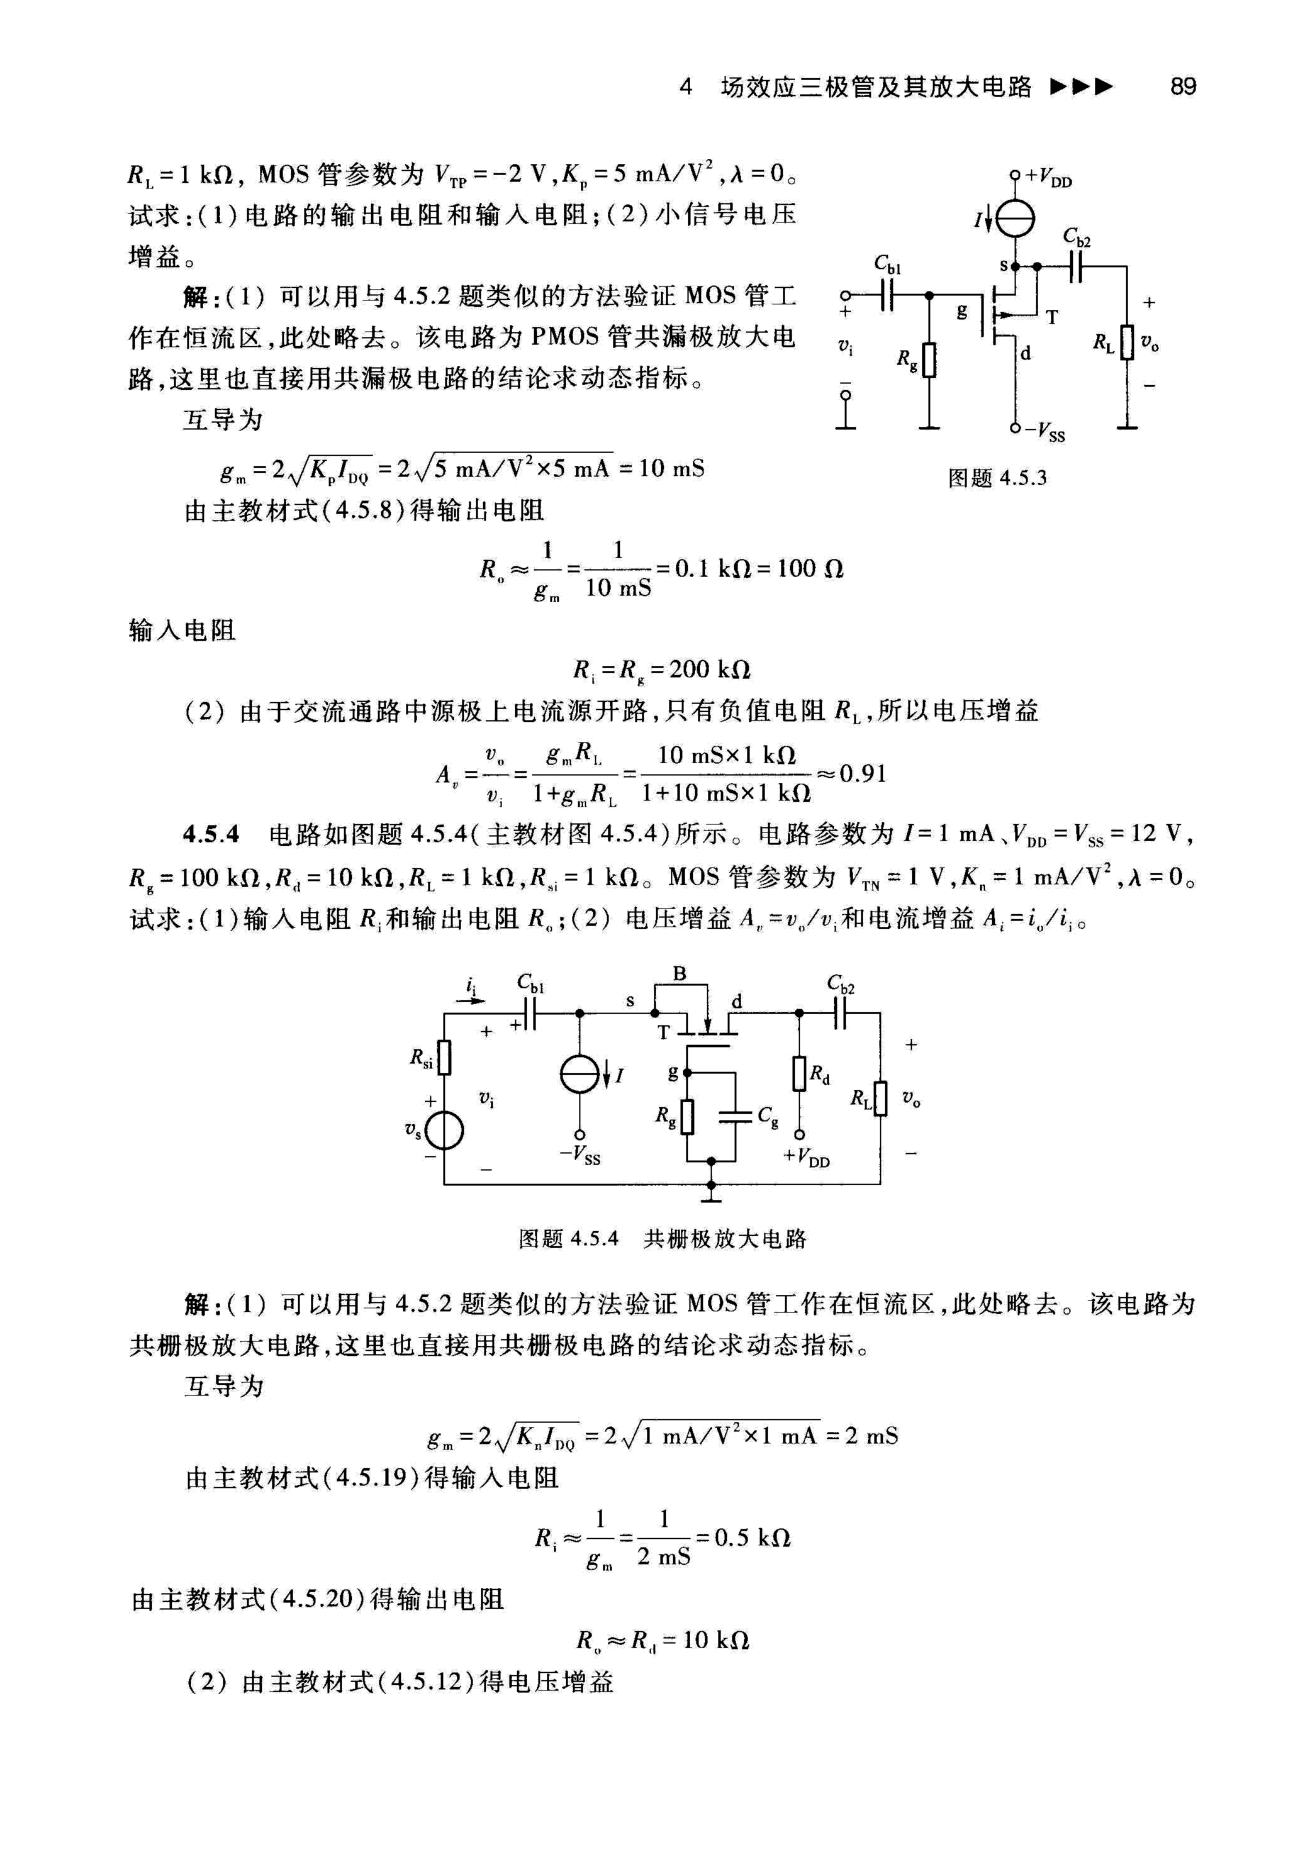 4 场效应三极管及其放大电路 ▶▶▶ 89
R_L=1 kΩ, MOS 管参数为 V_TP=-2 V,K_p=5 mA/V²,λ=0。
试求:(1)电路的输出电阻和输入电阻;(2)小信号电压
增益。
解:(1) 可以用与 4.5.2 题类似的方法验证 MOS 管工
作在恒流区,此处略去。该电路为 PMOS 管共漏极放大电
路,这里也直接用共漏极电路的结论求动态指标。
互导为
g_m=2√(K_pI_DQ)=2√(5 mA/V²×5 mA)=10 mS
由主教材式(4.5.8)得输出电阻
R_o≈1/g_m=1/10 mS=0.1 kΩ=100 Ω
+V_DD
I
C_b2
C_b1
s
+
g
T
+
v_i
R_g
d
R_L
v_o
-
-
-V_SS
图题 4.5.3
输入电阻
R_i=R_g=200 kΩ
(2) 由于交流通路中源极上电流源开路,只有负值电阻 R_L,所以电压增益
A_v=v_o/v_i=g_mR_L/(1+g_mR_L)=10 mS×1 kΩ/(1+10 mS×1 kΩ)≈0.91
4.5.4 电路如图题 4.5.4(主教材图 4.5.4)所示。电路参数为 I=1 mA、V_DD=V_SS=12 V,
R_g=100 kΩ,R_d=10 kΩ,R_L=1 kΩ,R_si=1 kΩ。MOS 管参数为 V_TN=1 V,K_n=1 mA/V²,λ=0。
试求:(1)输入电阻 R_i和输出电阻 R_o;(2) 电压增益 A_v=v_o/v_i和电流增益 A_i=i_o/i_i。
i_i
C_b1
s
B
d
C_b2
+
+
T
+
R_si
I
g
R_d
+
v_i
R_g
C_g
R_L
v_o
v_s
-V_SS
+V_DD
-
-
-
图题 4.5.4 共栅极放大电路
解:(1) 可以用与 4.5.2 题类似的方法验证 MOS 管工作在恒流区,此处略去。该电路为
共栅极放大电路,这里也直接用共栅极电路的结论求动态指标。
互导为
g_m=2√(K_nI_DQ)=2√(1 mA/V²×1 mA)=2 mS
由主教材式(4.5.19)得输入电阻
R_i≈1/g_m=1/2 mS=0.5 kΩ
由主教材式(4.5.20)得输出电阻
R_o≈R_d=10 kΩ
(2) 由主教材式(4.5.12)得电压增益